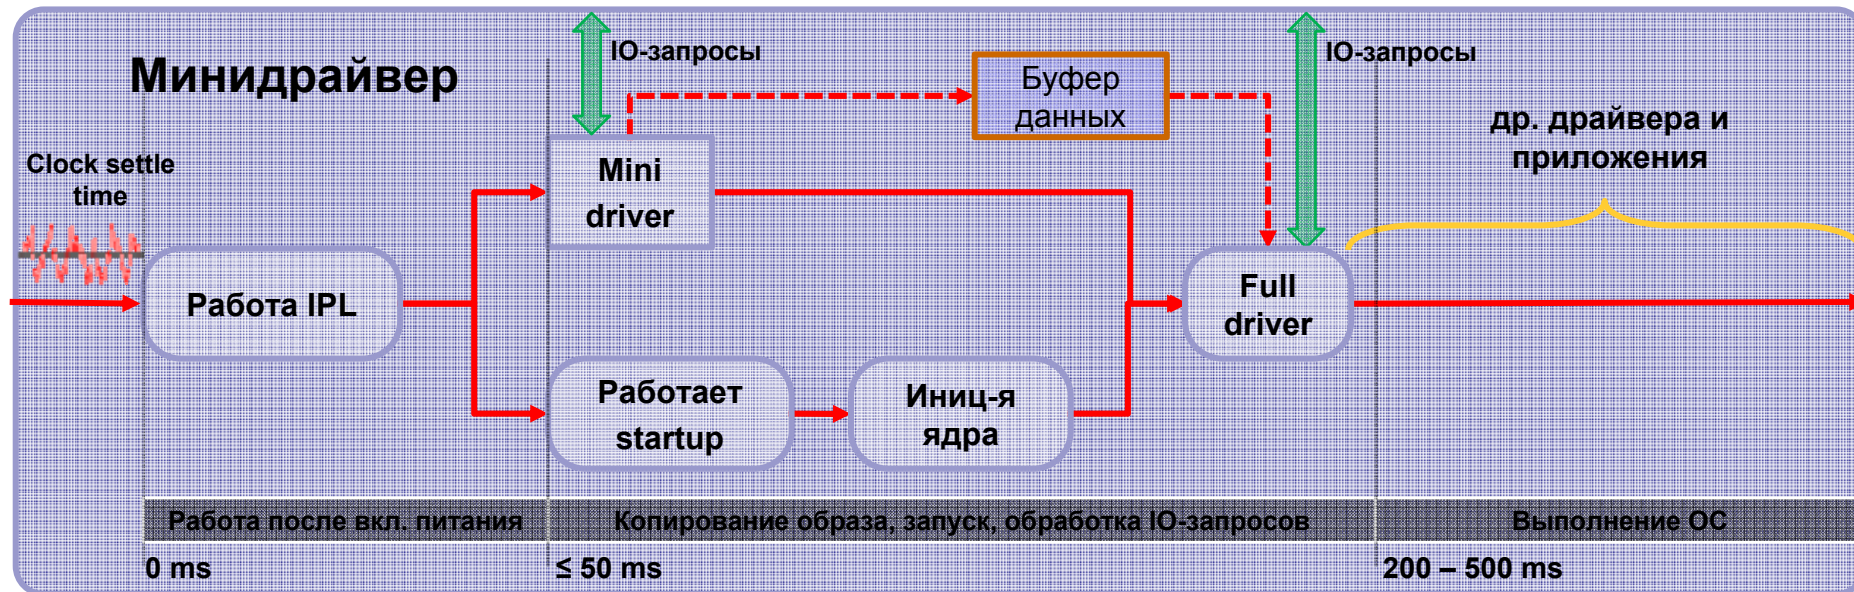 Минидрайвер
IO-запросы
IO-запросы
Буфер
данных
др. драйвера и
приложения
Clock settle
time
Mini
driver
Работа IPL
Full
driver
Работает
startup
Иниц-я
ядра
Работа после вкл. питания
Копирование образа, запуск, обработка IO-запросов
Выполнение ОС
0 ms
≤ 50 ms
200 – 500 ms